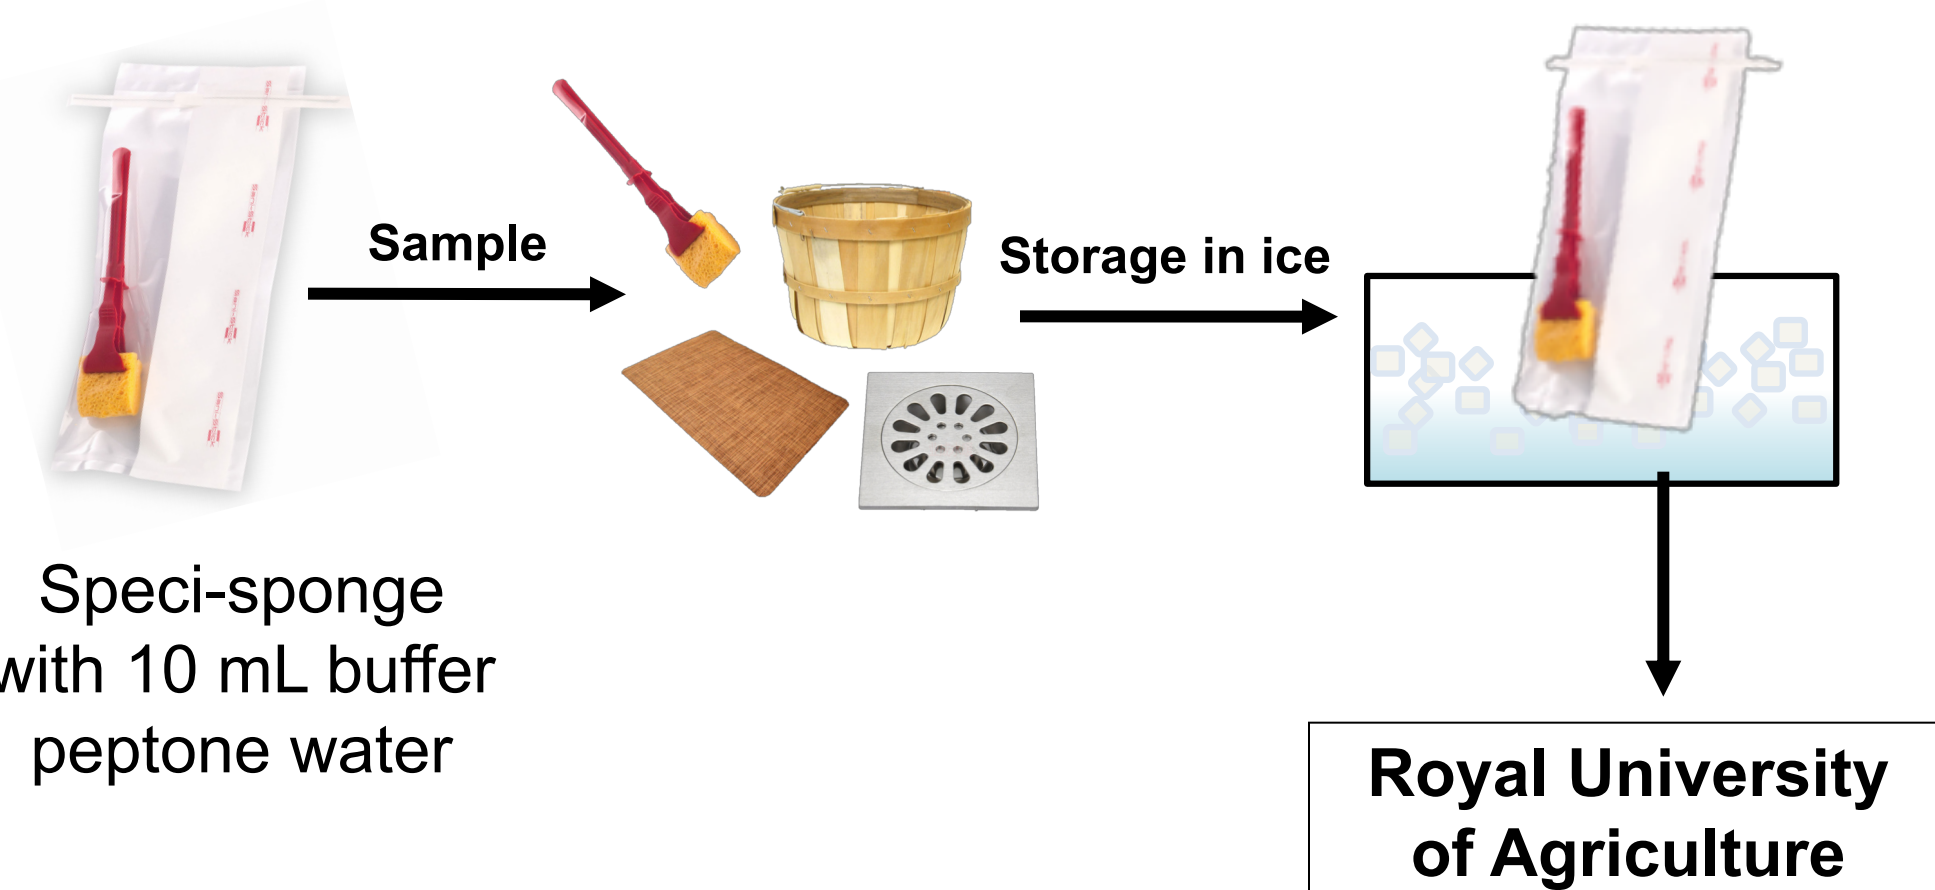 Sample
Storage in ice
Speci-sponge
with 10 mL buffer
peptone water
Royal University
of Agriculture